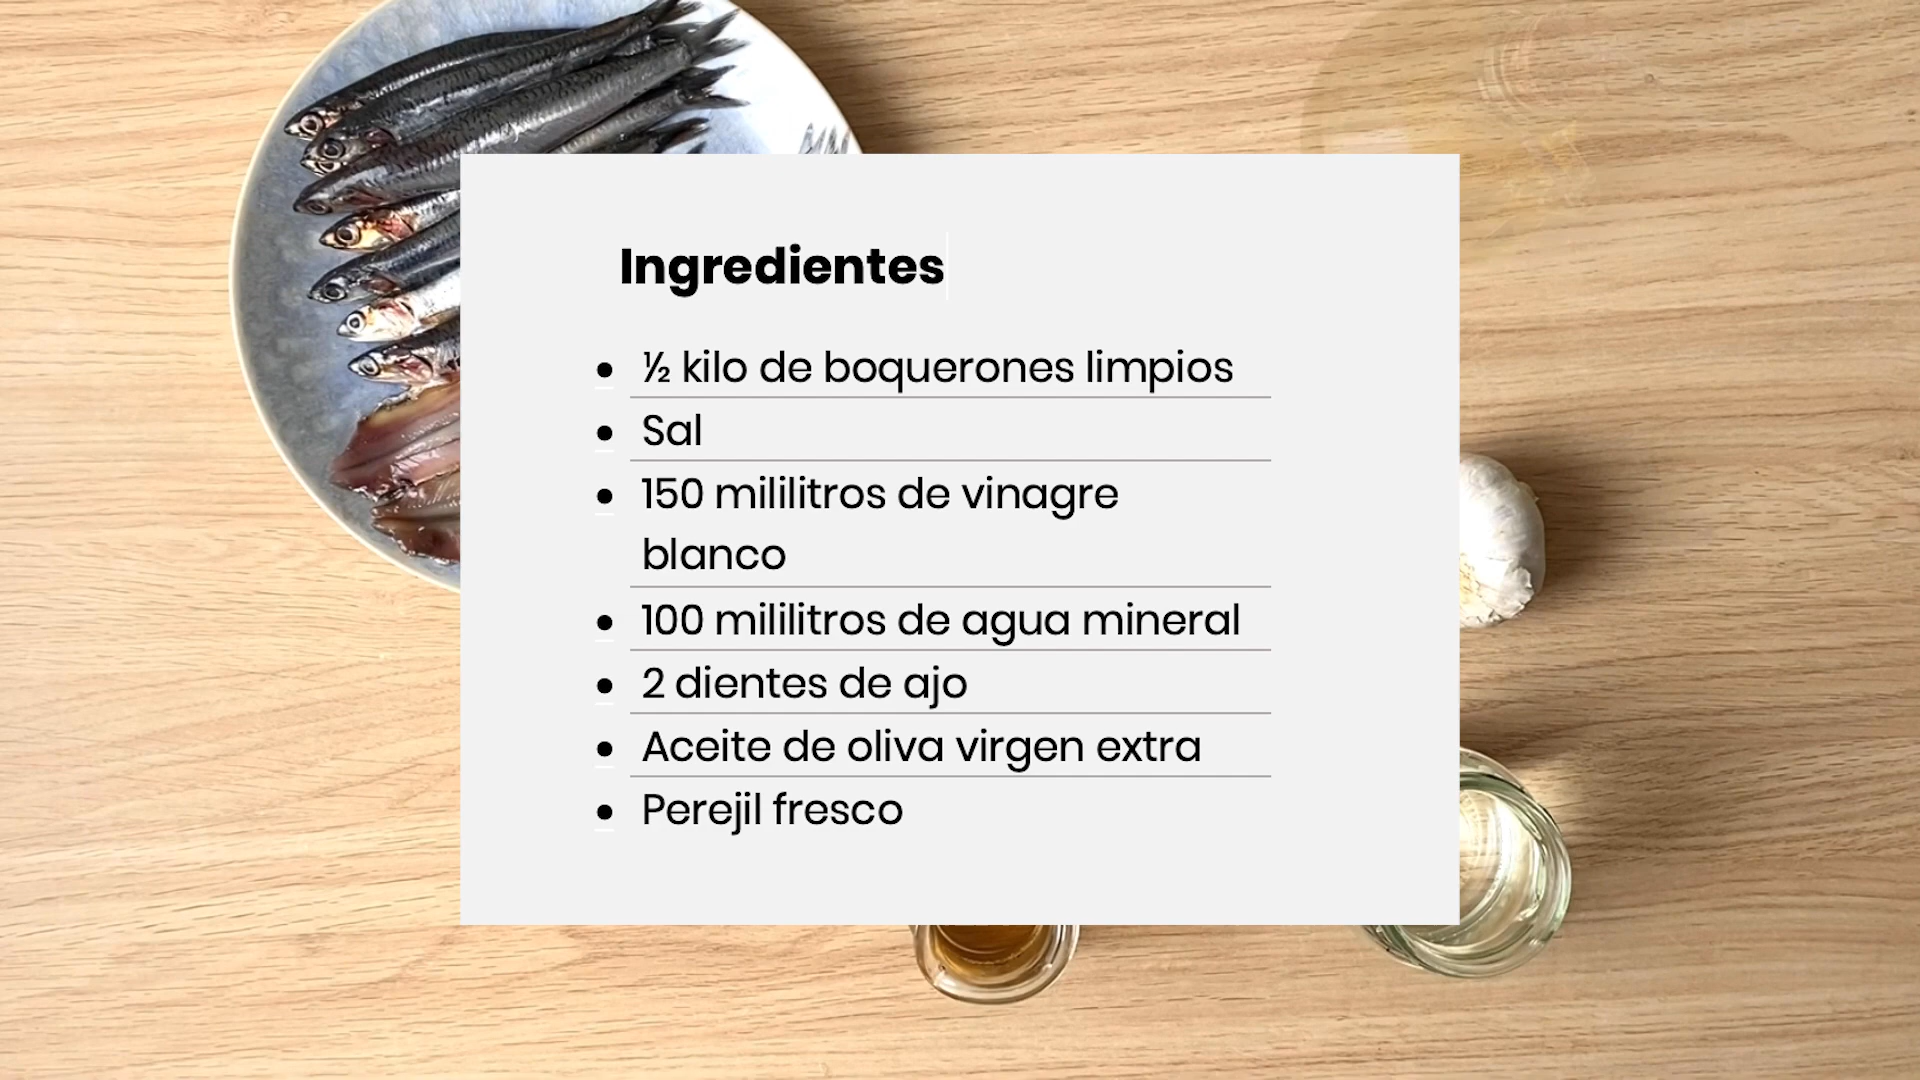 Ingredientes
• ½ kilo de boquerones limpios
• Sal
• 150 mililitros de vinagre
blanco
• 100 mililitros de agua mineral
• 2 dientes de ajo
• Aceite de oliva virgen extra
• Perejil fresco